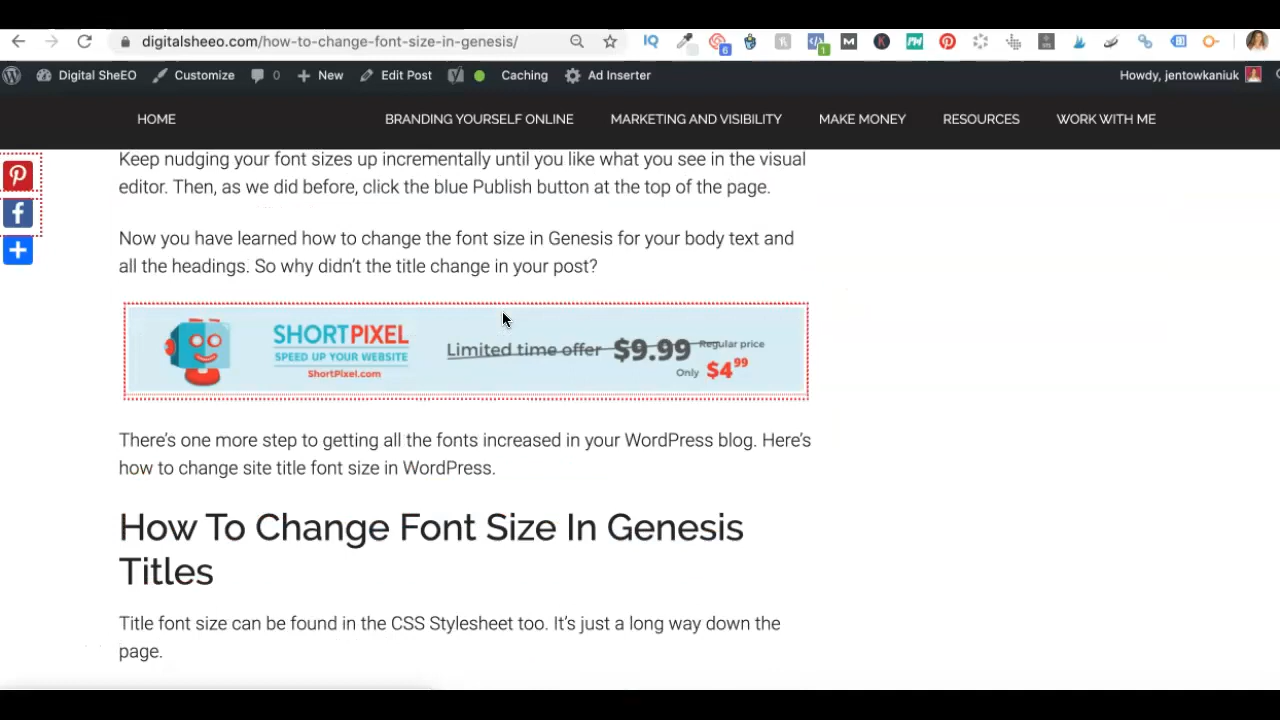 digitalsheeo.com/how-to-change-font-size-in-genesis/
Digital SheEO Customize 0 New Edit Post Caching Ad Inserter Howdy, jentowkaniuk
HOME BRANDING YOURSELF ONLINE MARKETING AND VISIBILITY MAKE MONEY RESOURCES WORK WITH ME
Keep nudging your font sizes up incrementally until you like what you see in the visual
editor. Then, as we did before, click the blue Publish button at the top of the page.
Now you have learned how to change the font size in Genesis for your body text and
all the headings. So why didn't the title change in your post?
SHORTPIXEL
SPEED UP YOUR WEBSITE
ShortPixel.com
Limited time offer $9.99 Regular price
Only $4.99
There's one more step to getting all the fonts increased in your WordPress blog. Here's
how to change site title font size in WordPress.
How To Change Font Size In Genesis
Titles
Title font size can be found in the CSS Stylesheet too. It's just a long way down the
page.